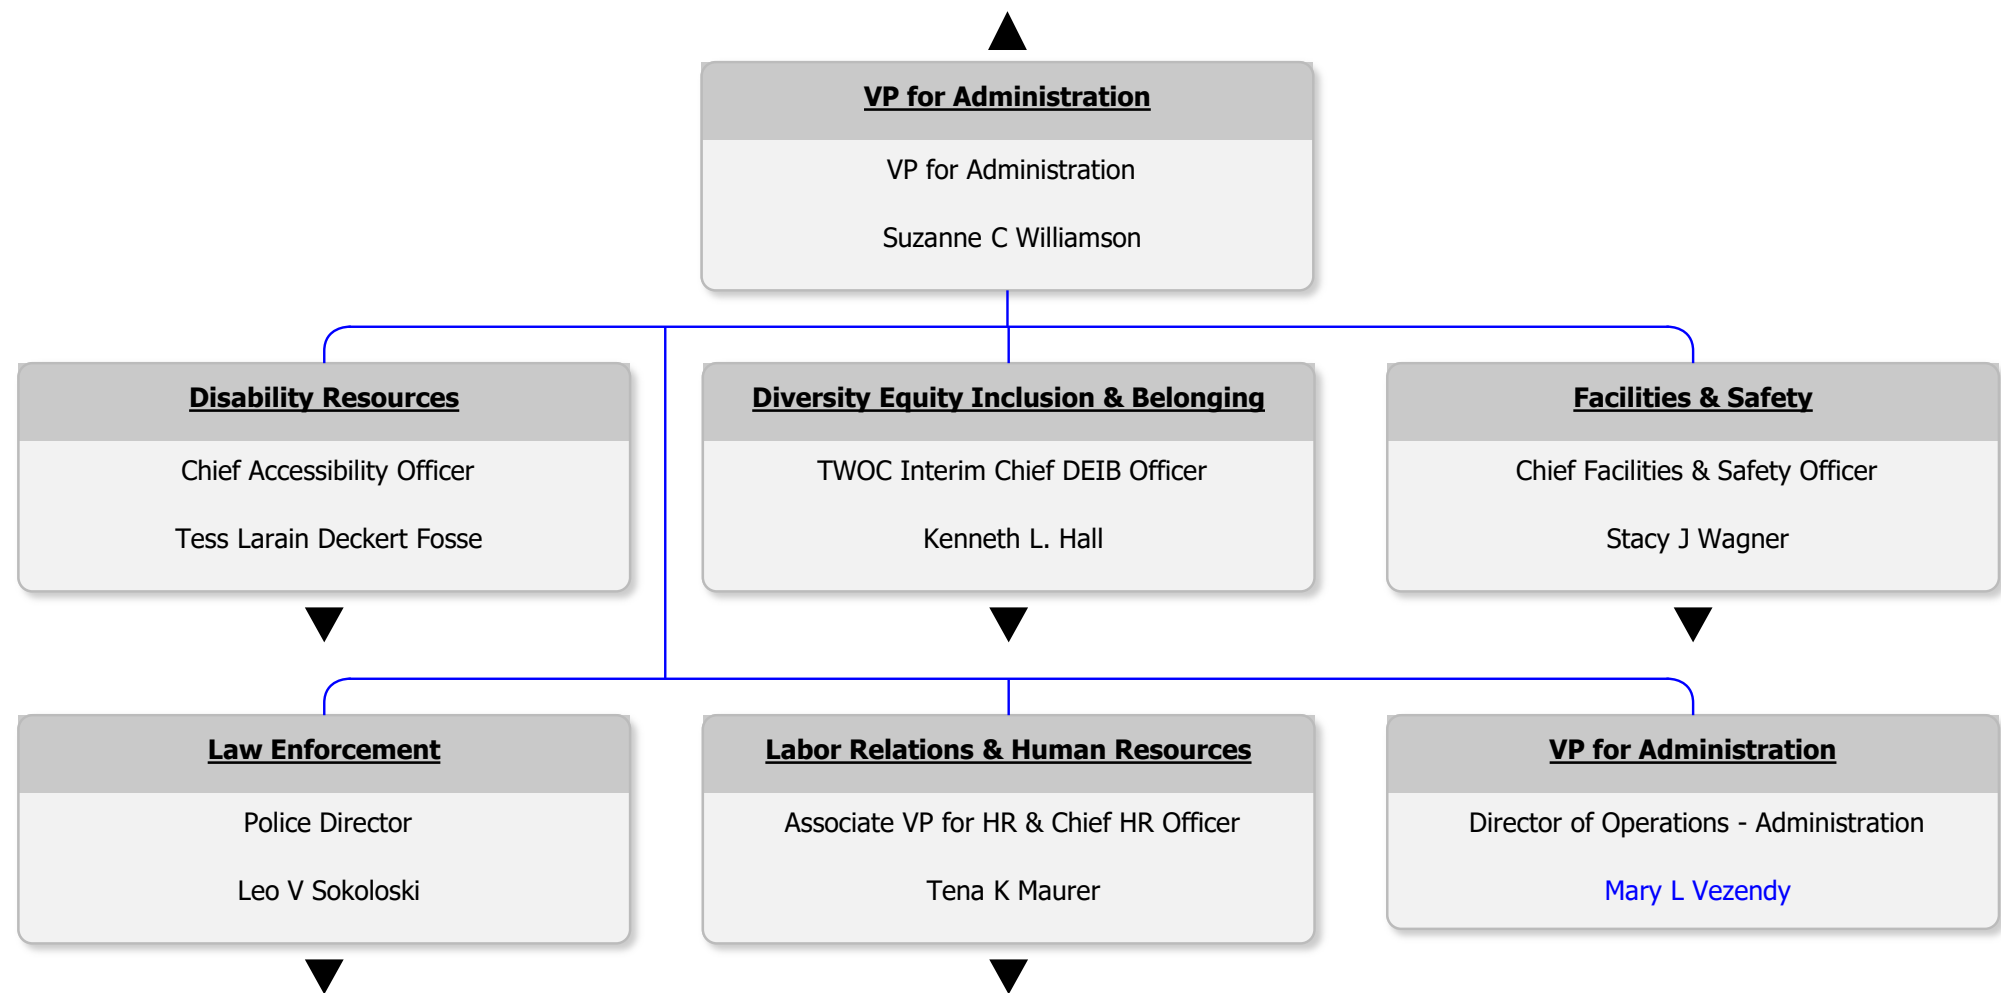 VP for Administration
VP for Administration
Suzanne C Williamson
Disability Resources
Chief Accessibility Officer
Tess Larain Deckert Fosse
Diversity Equity Inclusion & Belonging
TWOC Interim Chief DEIB Officer
Kenneth L. Hall
Facilities & Safety
Chief Facilities & Safety Officer
Stacy J Wagner
Law Enforcement
Police Director
Leo V Sokoloski
Labor Relations & Human Resources
Associate VP for HR & Chief HR Officer
Tena K Maurer
VP for Administration
Director of Operations - Administration
Mary L Vezendy